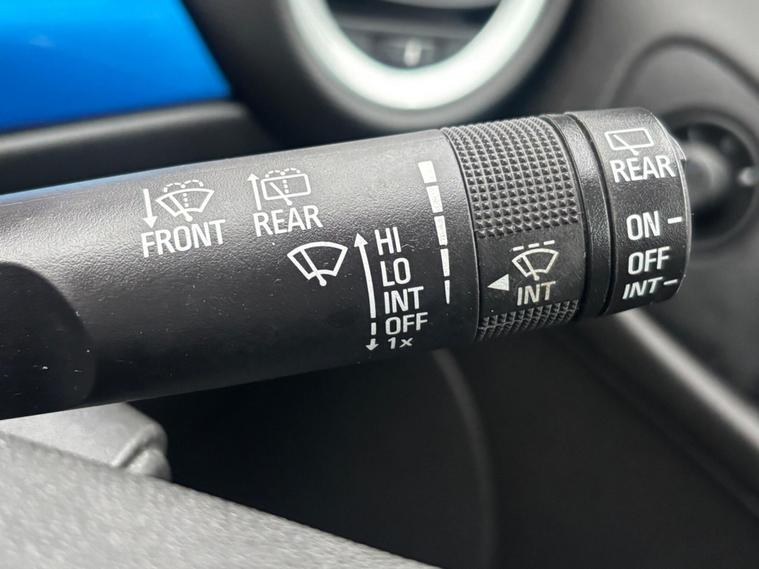 FRONT
REAR
HI
LO
INT
OFF
1x
INT
REAR
ON
OFF
INT